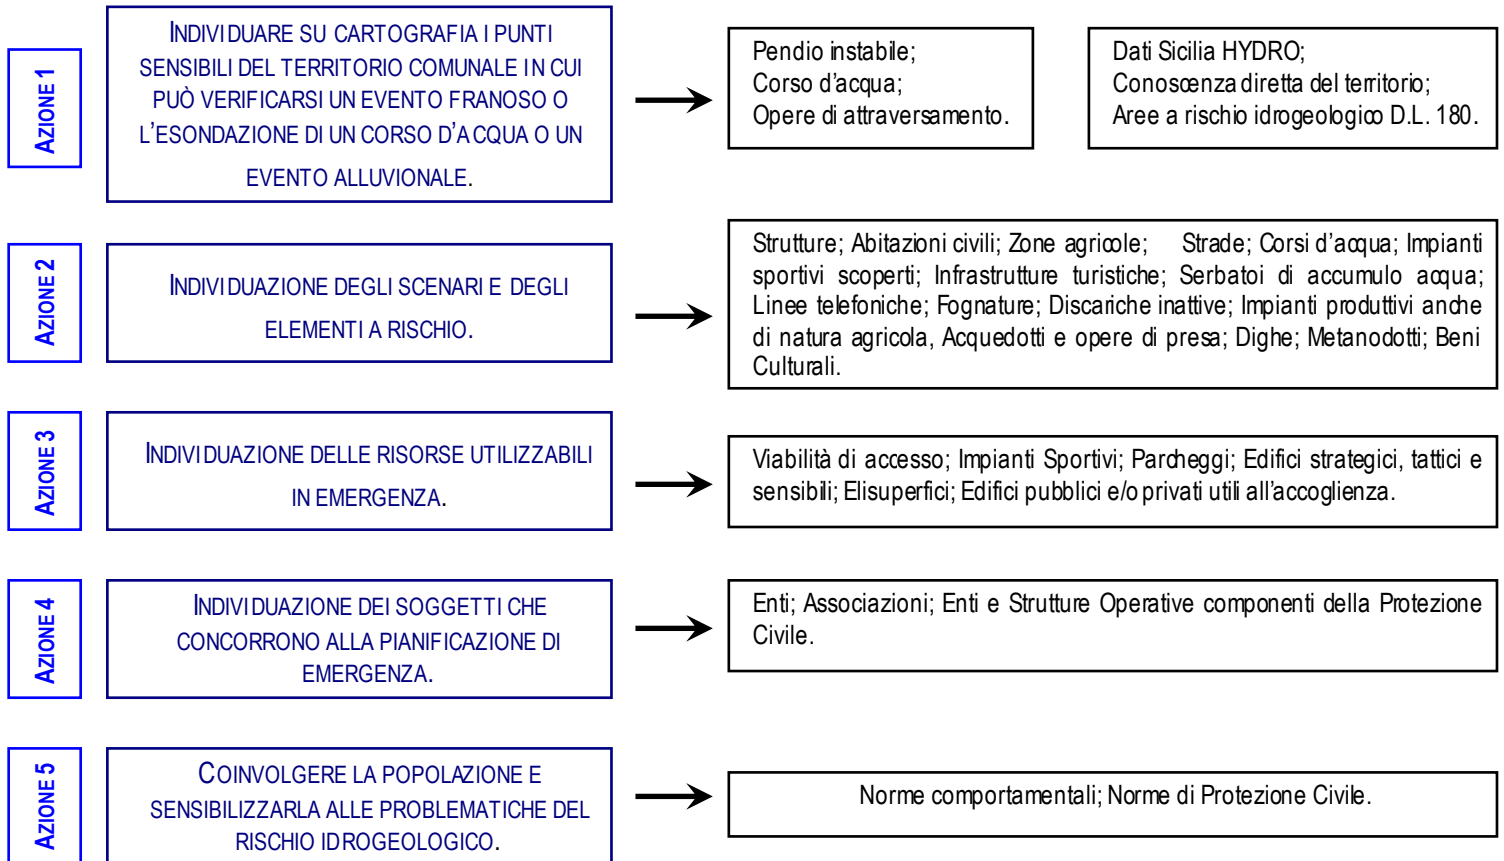 AZIONE 1
INDIVIDUARE SU CARTOGRAFIA I PUNTI
SENSIBILI DEL TERRITORIO COMUNALE IN CUI
PUÒ VERIFICARSI UN EVENTO FRANOSO O
L'ESONDAZIONE DI UN CORSO D'ACQUA O UN
EVENTO ALLUVIONALE.
Pendio instabile;
Corso d'acqua;
Opere di attraversamento.
Dati Sicilia HYDRO;
Conoscenza diretta del territorio;
Aree a rischio idrogeologico D.L. 180.
AZIONE 2
INDIVIDUAZIONE DEGLI SCENARI E DEGLI
ELEMENTI A RISCHIO.
Strutture; Abitazioni civili; Zone agricole; Strade; Corsi d'acqua; Impianti
sportivi scoperti; Infrastrutture turistiche; Serbatoi di accumulo acqua;
Linee telefoniche; Fognature; Discariche inattive; Impianti produttivi anche
di natura agricola, Acquedotti e opere di presa; Dighe; Metanodotti; Beni
Culturali.
AZIONE 3
INDIVIDUAZIONE DELLE RISORSE UTILIZZABILI
IN EMERGENZA.
Viabilità di accesso; Impianti Sportivi; Parcheggi; Edifici strategici, tattici e
sensibili; Elisuperfici; Edifici pubblici e/o privati utili all'accoglienza.
AZIONE 4
INDIVIDUAZIONE DEI SOGGETTI CHE
CONCORRONO ALLA PIANIFICAZIONE DI
EMERGENZA.
Enti; Associazioni; Enti e Strutture Operative componenti della Protezione
Civile.
AZIONE 5
COINVOLGERE LA POPOLAZIONE E
SENSIBILIZZARLA ALLE PROBLEMATICHE DEL
RISCHIO IDROGEOLOGICO.
Norme comportamentali; Norme di Protezione Civile.